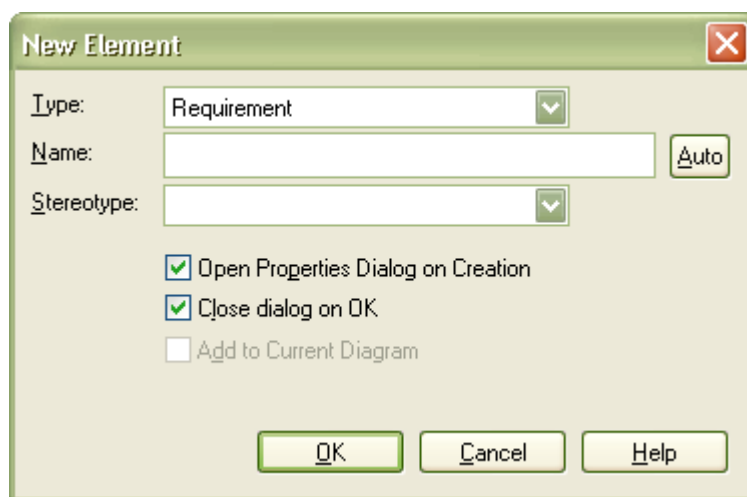 New Element
Type: Requirement
Name: Auto
Stereotype:
Open Properties Dialog on Creation
Close dialog on OK
Add to Current Diagram
OK Cancel Help